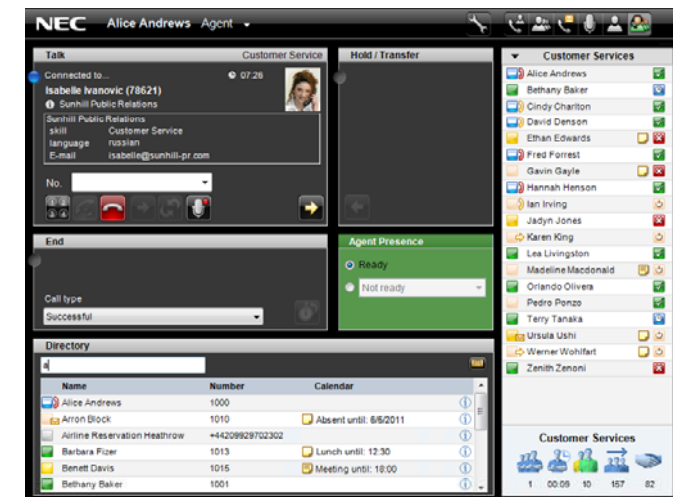 NEC Alice Andrews Agent
Talk Customer Service
Connected to... 07:26
Isabelle Ivanovic (78621)
Sunhill Public Relations
Sunhill Public Relations
skill Customer Service
language russian
E-mail isabelle@sunhill-pr.com
No.
Hold / Transfer
End
Call type
Successful
Agent Presence
Ready
Not ready
Directory
a
Name Number Calendar
Alice Andrews 1000
Arron Block 1010 Absent until: 6/6/2011
Airline Reservation Heathrow +44209929702302
Barbara Fizer 1013 Lunch until: 12:30
Benett Davis 1015 Meeting until: 18:00
Bethany Baker 1001
Customer Services
Alice Andrews
Bethany Baker
Cindy Charlton
David Denson
Ethan Edwards
Fred Forrest
Gavin Gayle
Hannah Henson
Ian Irving
Jadyn Jones
Karen King
Lea Livingston
Madeline Macdonald
Orlando Olivera
Pedro Ponzo
Terry Tanaka
Ursula Ushi
Werner Wohlfart
Zenith Zenoni
Customer Services
1 00:09 10 157 82